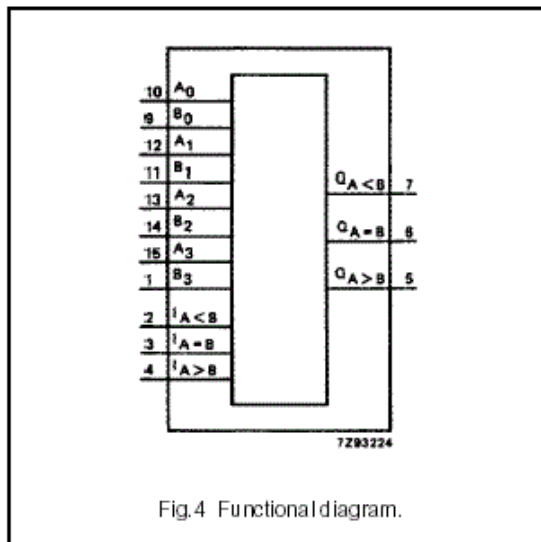 10 A0
9 B0
12 A1
11 B1
13 A2
14 B2
15 A3
1 B3
2 IA<B
3 IA=B
4 IA>B
QA<B 7
QA=B 6
QA>B 5
7Z93224
Fig.4 Functional diagram.